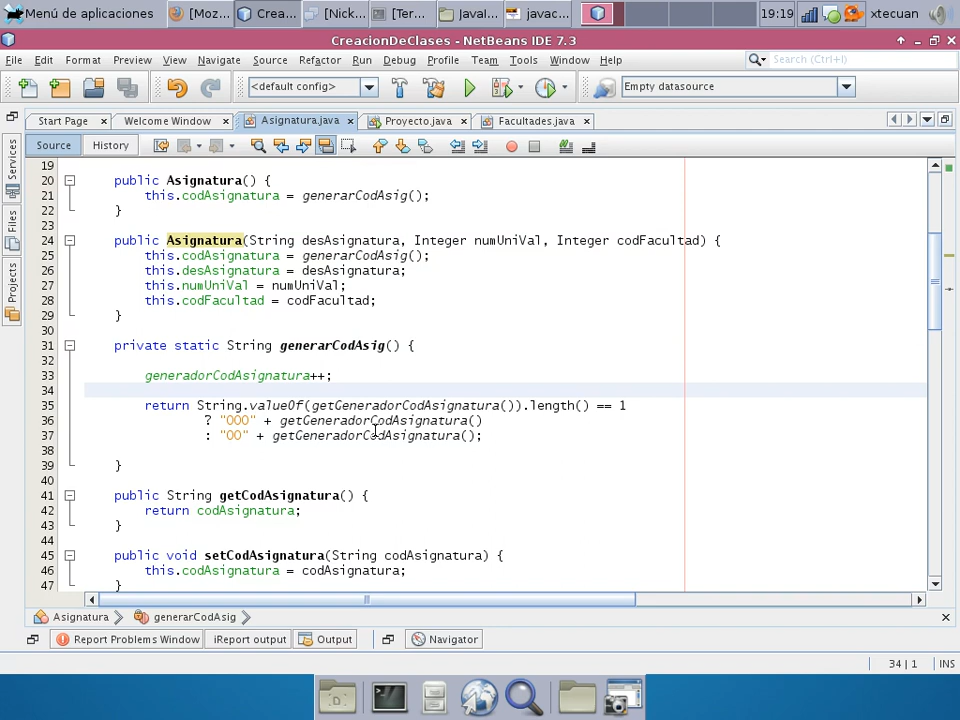 Menú de aplicaciones [Moz... Crea... [Nick... [Ter... JavaI... javac... 19:19 xtecuan
CreacionDeClases - NetBeans IDE 7.3
File Edit Format Preview View Navigate Source Refactor Run Debug Profile Team Tools Window Help Search (Ctrl+I)
<default config> Empty datasource
Start Page Welcome Window Asignatura.java Proyecto.java Facultades.java
Source History
Services
Files
Projects
19
20 public Asignatura() {
21 this.codAsignatura = generarCodAsig();
22 }
23
24 public Asignatura(String desAsignatura, Integer numUniVal, Integer codFacultad) {
25 this.codAsignatura = generarCodAsig();
26 this.desAsignatura = desAsignatura;
27 this.numUniVal = numUniVal;
28 this.codFacultad = codFacultad;
29 }
30
31 private static String generarCodAsig() {
32
33 generadorCodAsignatura++;
34
35 return String.valueOf(getGeneradorCodAsignatura()).length() == 1
36 ? "000" + getGeneradorCodAsignatura()
37 : "00" + getGeneradorCodAsignatura();
38
39 }
40
41 public String getCodAsignatura() {
42 return codAsignatura;
43 }
44
45 public void setCodAsignatura(String codAsignatura) {
46 this.codAsignatura = codAsignatura;
47 }
Asignatura generarCodAsig
Report Problems Window iReport output Output Navigator
34 | 1 INS